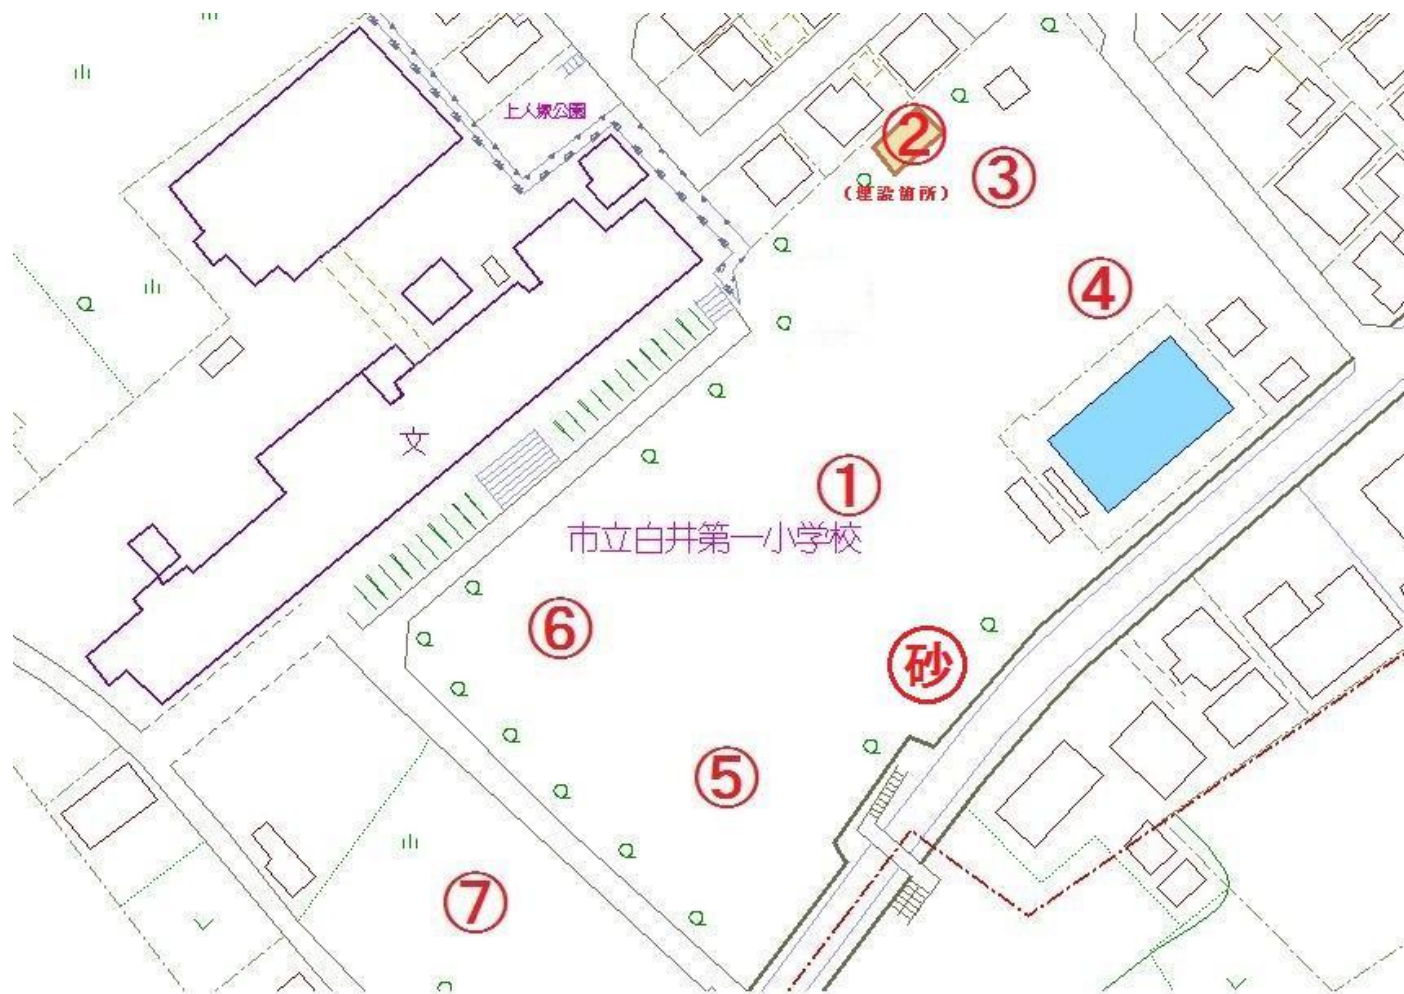 上人塚公園
②
③
(埋設箇所)
④
文
①
市立白井第一小学校
⑥
砂
⑤
⑦